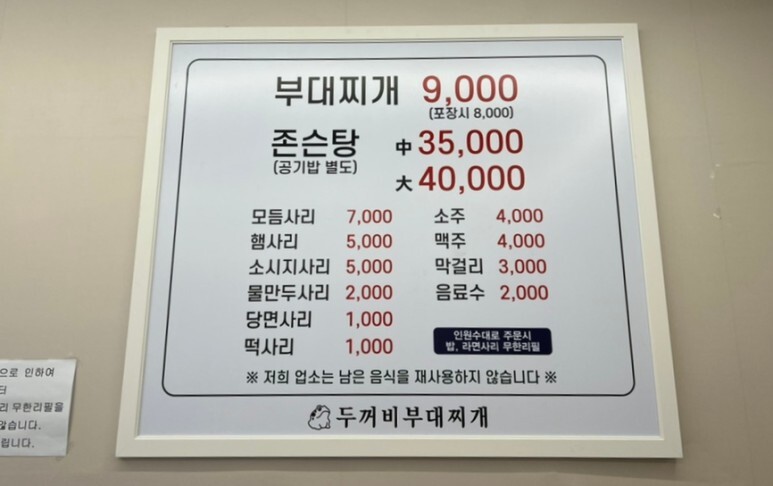 부대찌개 9,000
(포장시 8,000)
존슨탕 中 35,000
(공기밥 별도)
大 40,000
모듬사리 7,000 소주 4,000
햄사리 5,000 맥주 4,000
소시지사리 5,000 막걸리 3,000
물만두사리 2,000 음료수 2,000
당면사리 1,000
인원수대로 주문시
밥, 라면사리 무한리필
떡사리 1,000
※ 저희 업소는 남은 음식을 재사용하지 않습니다 ※
두꺼비부대찌개
으로 인하여
터
리 무한리필을
않습니다.
립니다.